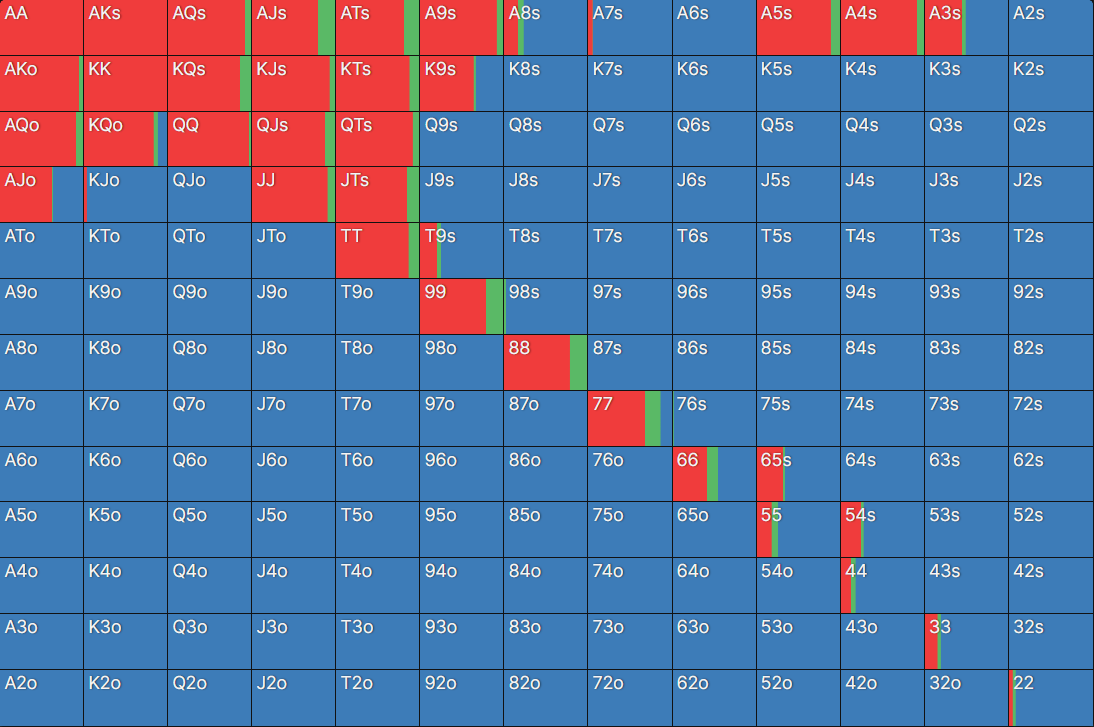 AA AKs AQs AJs ATs A9s A8s A7s A6s A5s A4s A3s A2s
AKo KK KQs KJs KTs K9s K8s K7s K6s K5s K4s K3s K2s
AQo KQo QQ QJs QTs Q9s Q8s Q7s Q6s Q5s Q4s Q3s Q2s
AJo KJo QJo JJ JTs J9s J8s J7s J6s J5s J4s J3s J2s
ATo KTo QTo JTo TT T9s T8s T7s T6s T5s T4s T3s T2s
A9o K9o Q9o J9o T9o 99 98s 97s 96s 95s 94s 93s 92s
A8o K8o Q8o J8o T8o 98o 88 87s 86s 85s 84s 83s 82s
A7o K7o Q7o J7o T7o 97o 87o 77 76s 75s 74s 73s 72s
A6o K6o Q6o J6o T6o 96o 86o 76o 66 65s 64s 63s 62s
A5o K5o Q5o J5o T5o 95o 85o 75o 65o 55 54s 53s 52s
A4o K4o Q4o J4o T4o 94o 84o 74o 64o 54o 44 43s 42s
A3o K3o Q3o J3o T3o 93o 83o 73o 63o 53o 43o 33 32s
A2o K2o Q2o J2o T2o 92o 82o 72o 62o 52o 42o 32o 22